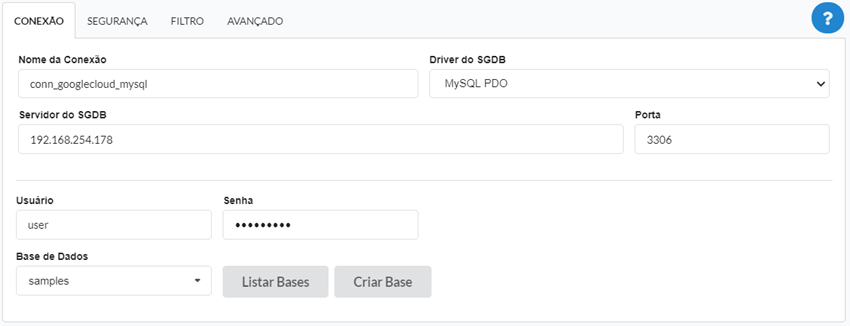 CONEXÃO SEGURANÇA FILTRO AVANÇADO ?
Nome da Conexão Driver do SGDB
conn_googlecloud_mysql MySQL PDO
Servidor do SGDB Porta
192.168.254.178 3306
Usuário Senha
user •••••••••
Base de Dados
samples Listar Bases Criar Base